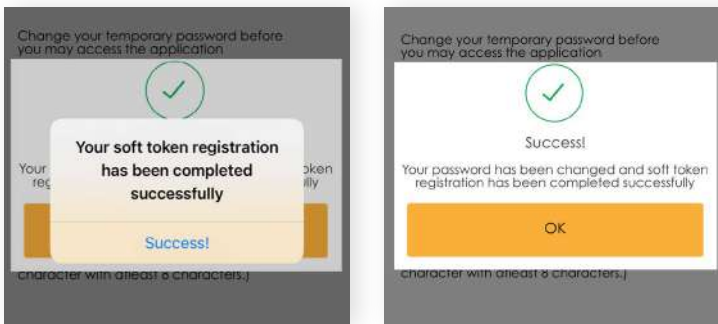 Change your temporary password before
you may access the application
Your soft token registration
has been completed
successfully
Your
oken
reg
lly
Success!
character with atleast 8 characters.)
Change your temporary password before
you may access the application
Success!
Your password has been changed and soft token
registration has been completed successfully
OK
character with atleast 8 characters.)